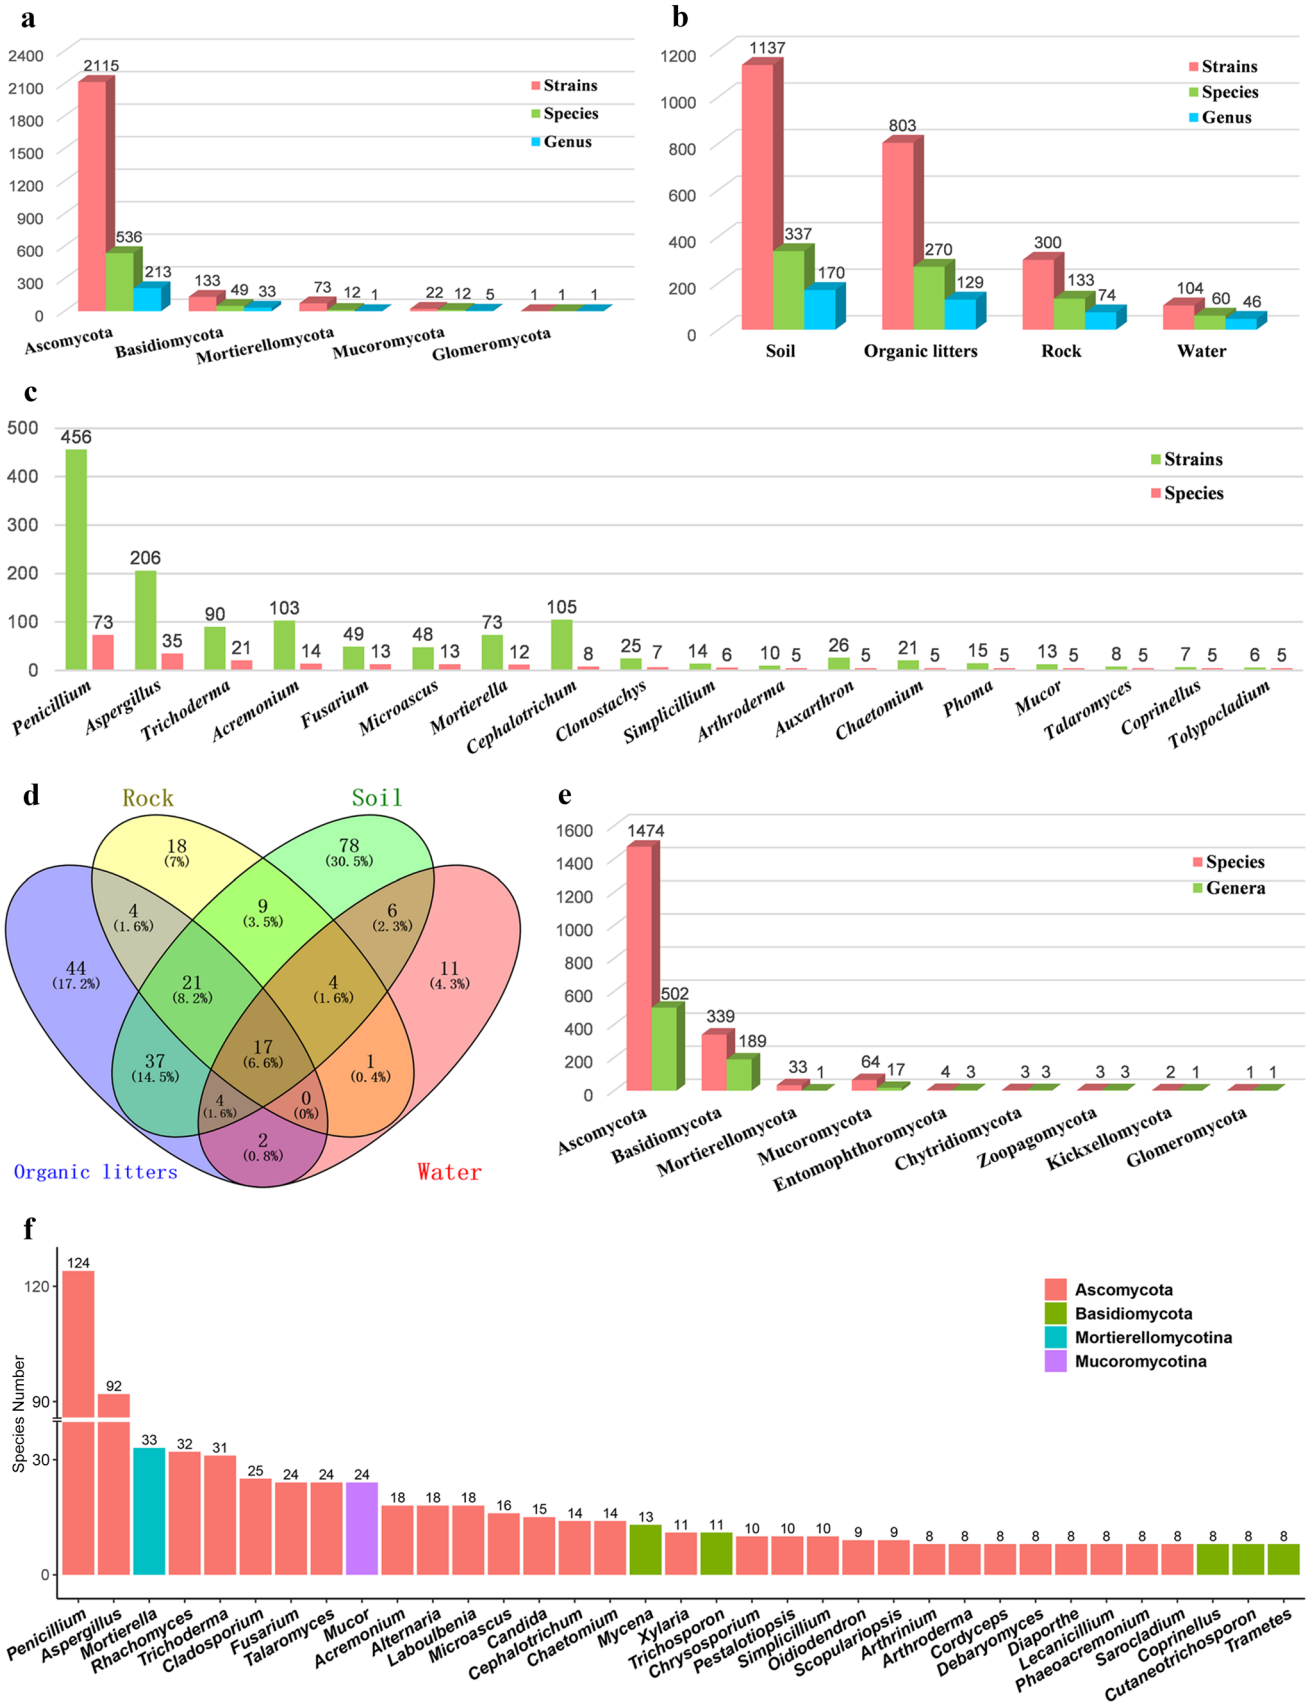 a
2400
2100
1800
1500
1200
900
600
300
0
2115
536
213
133
49
33
73
12
1
22
12
5
1
1
1
Strains
Species
Genus
Ascomycota
Basidiomycota
Mortierellomycota
Mucoromycota
Glomeromycota
b
1200
1000
800
600
400
200
0
1137
337
170
803
270
129
300
133
74
104
60
46
Strains
Species
Genus
Soil
Organic litters
Rock
Water
c
500
400
300
200
100
0
456
73
206
35
90
21
103
14
49
13
48
13
73
12
105
8
25
7
14
6
10
5
26
5
21
5
15
5
13
5
8
5
7
5
6
5
Strains
Species
Penicillium
Aspergillus
Trichoderma
Acremonium
Fusarium
Microascus
Mortierella
Cephalotrichum
Clonostachys
Simplicillium
Arthroderma
Auxarthron
Chaetomium
Phoma
Mucor
Talaromyces
Coprinellus
Tolypocladium
d
Rock
Soil
18
(7%)
78
(30.5%)
4
(1.6%)
9
(3.5%)
6
(2.3%)
44
(17.2%)
21
(8.2%)
4
(1.6%)
11
(4.3%)
37
(14.5%)
17
(6.6%)
1
(0.4%)
4
(1.6%)
0
(0%)
2
(0.8%)
Organic litters
Water
e
1600
1400
1200
1000
800
600
400
200
0
1474
502
339
189
33
1
64
17
4
3
3
3
3
3
2
1
1
1
Species
Genera
Ascomycota
Basidiomycota
Mortierellomycota
Mucoromycota
Entomophthoromycota
Chytridiomycota
Zoopagomycota
Kickxellomycota
Glomeromycota
f
Species Number
120
90
30
0
124
92
33
32
31
25
24
24
24
18
18
18
16
15
14
14
13
11
11
10
10
10
9
9
8
8
8
8
8
8
8
8
8
8
8
Ascomycota
Basidiomycota
Mortierellomycotina
Mucoromycotina
Penicillium
Aspergillus
Mortierella
Rhachomyces
Trichoderma
Cladosporium
Fusarium
Talaromyces
Mucor
Acremonium
Alternaria
Laboulbenia
Microascus
Candida
Cephalotrichum
Chaetomium
Mycena
Xylaria
Trichosporon
Chrysosporium
Pestalotiopsis
Simplicillium
Oidiodendron
Scopulariopsis
Arthrinium
Arthroderma
Cordyceps
Debaryomyces
Diaporthe
Lecanicillium
Phaeoacremonium
Sarocladium
Coprinellus
Cutaneotrichosporon
Trametes